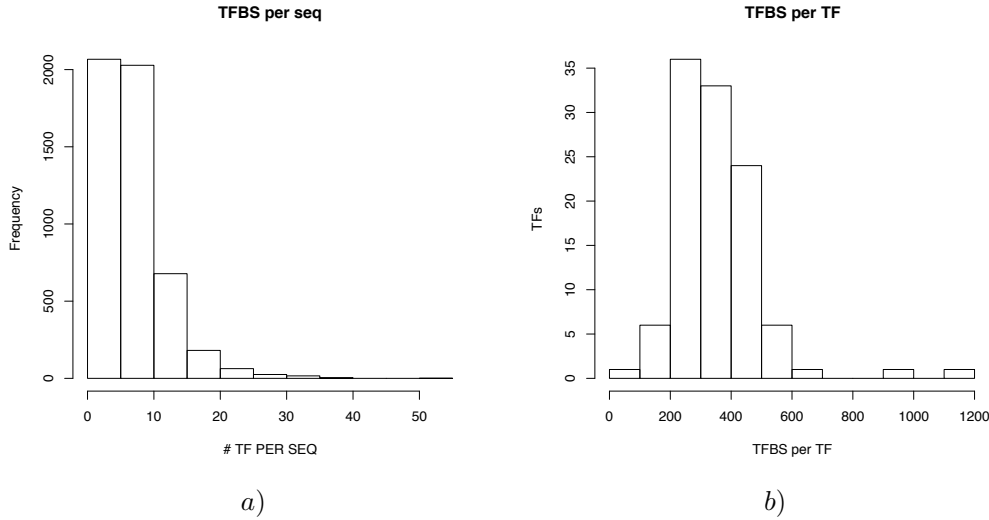 TFBS per seq
Frequency
0
500
1000
1500
2000
0 10 20 30 40 50
# TF PER SEQ
a)
TFBS per TF
TFs
0
5
10
15
20
25
30
35
0 200 400 600 800 1000 1200
TFBS per TF
b)